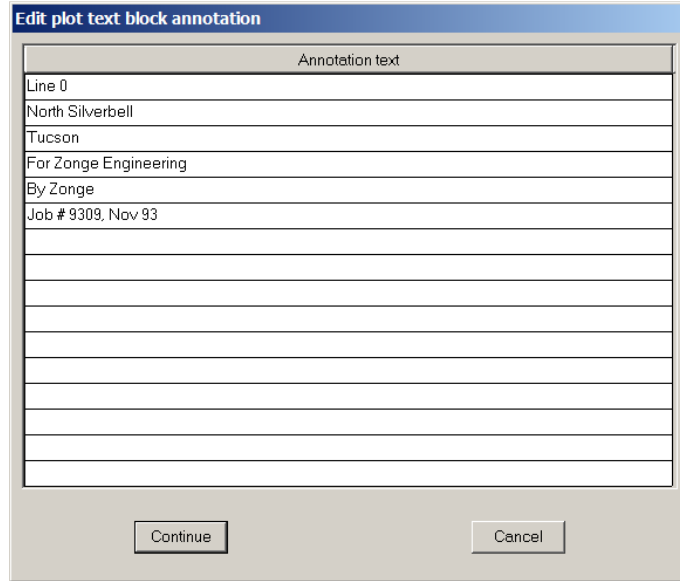 Edit plot text block annotation
Annotation text
Line 0
North Silverbell
Tucson
For Zonge Engineering
By Zonge
Job # 9309, Nov 93
Continue
Cancel